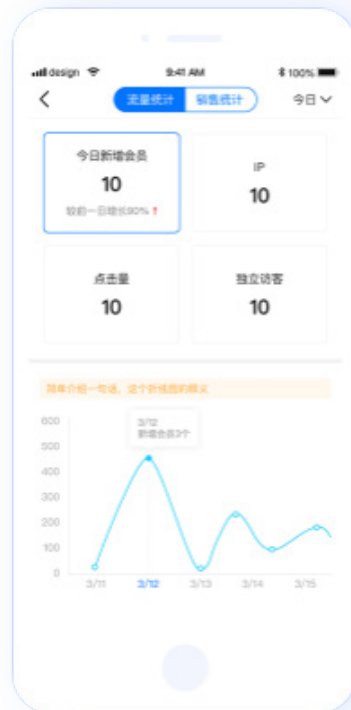 design 9:41 AM 100%
流量统计 销售统计 今日
今日新增会员
10
较前一日增长90%
IP
10
点击量
10
独立访客
10
简单介绍一句话，这个折线图的释义
600
3/12
新增会员3个
500
400
300
200
100
0
3/11 3/12 3/13 3/14 3/15